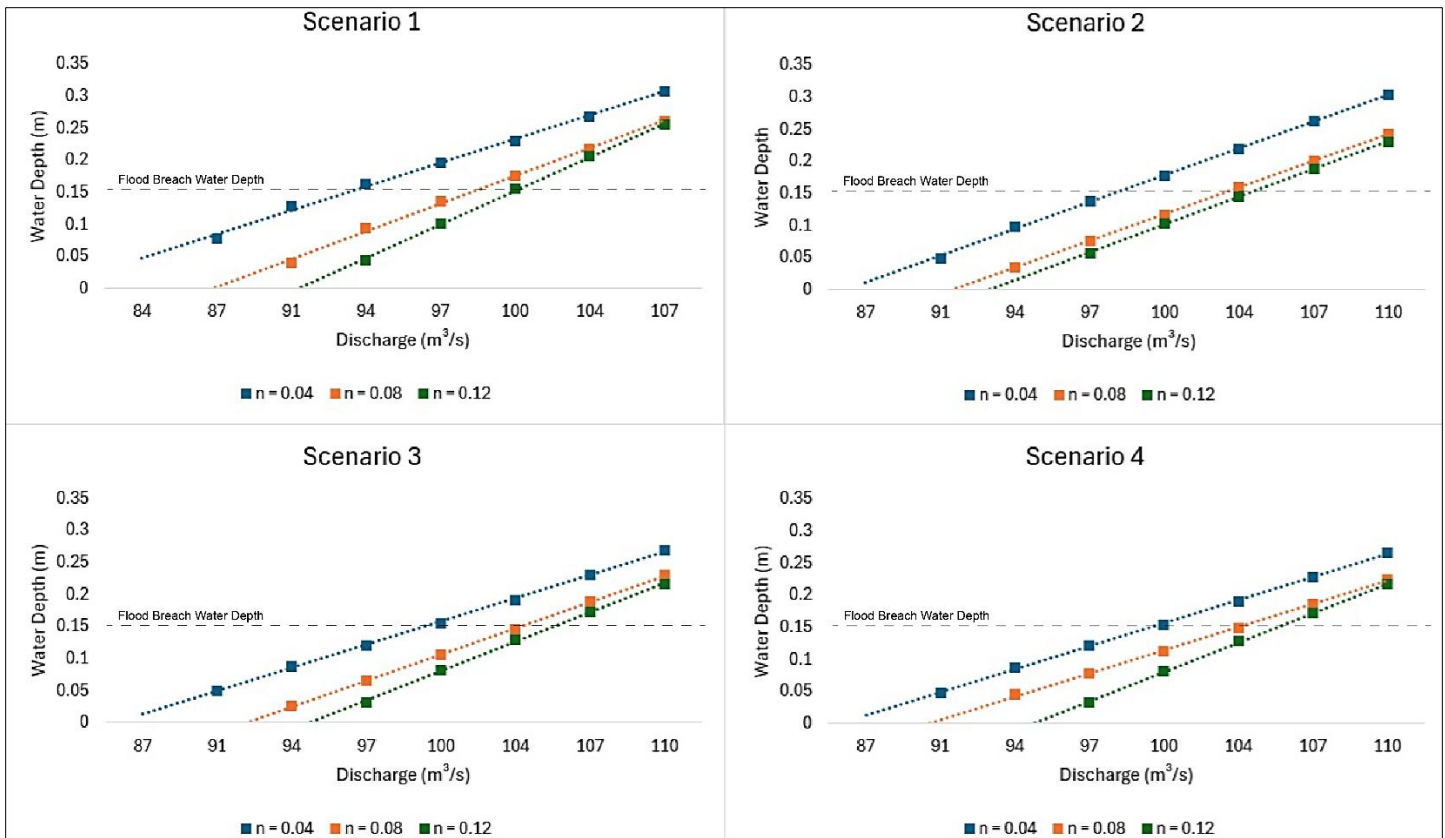 Scenario 1
0.35
0.3
0.25
0.2
0.15
0.1
0.05
0
Water Depth (m)
Flood Breach Water Depth
84 87 91 94 97 100 104 107
Discharge (m³/s)
n = 0.04 n = 0.08 n = 0.12
Scenario 2
0.35
0.3
0.25
0.2
0.15
0.1
0.05
0
Water Depth
Flood Breach Water Depth
87 91 94 97 100 104 107 110
Discharge (m³/s)
n = 0.04 n = 0.08 n = 0.12
Scenario 3
0.35
0.3
0.25
0.2
0.15
0.1
0.05
0
Water Depth (m)
Flood Breach Water Depth
87 91 94 97 100 104 107 110
Discharge (m³/s)
n = 0.04 n = 0.08 n = 0.12
Scenario 4
0.35
0.3
0.25
0.2
0.15
0.1
0.05
0
Water Depth (m)
Flood Breach Water Depth
87 91 94 97 100 104 107 110
Discharge (m³/s)
n = 0.04 n = 0.08 n = 0.12